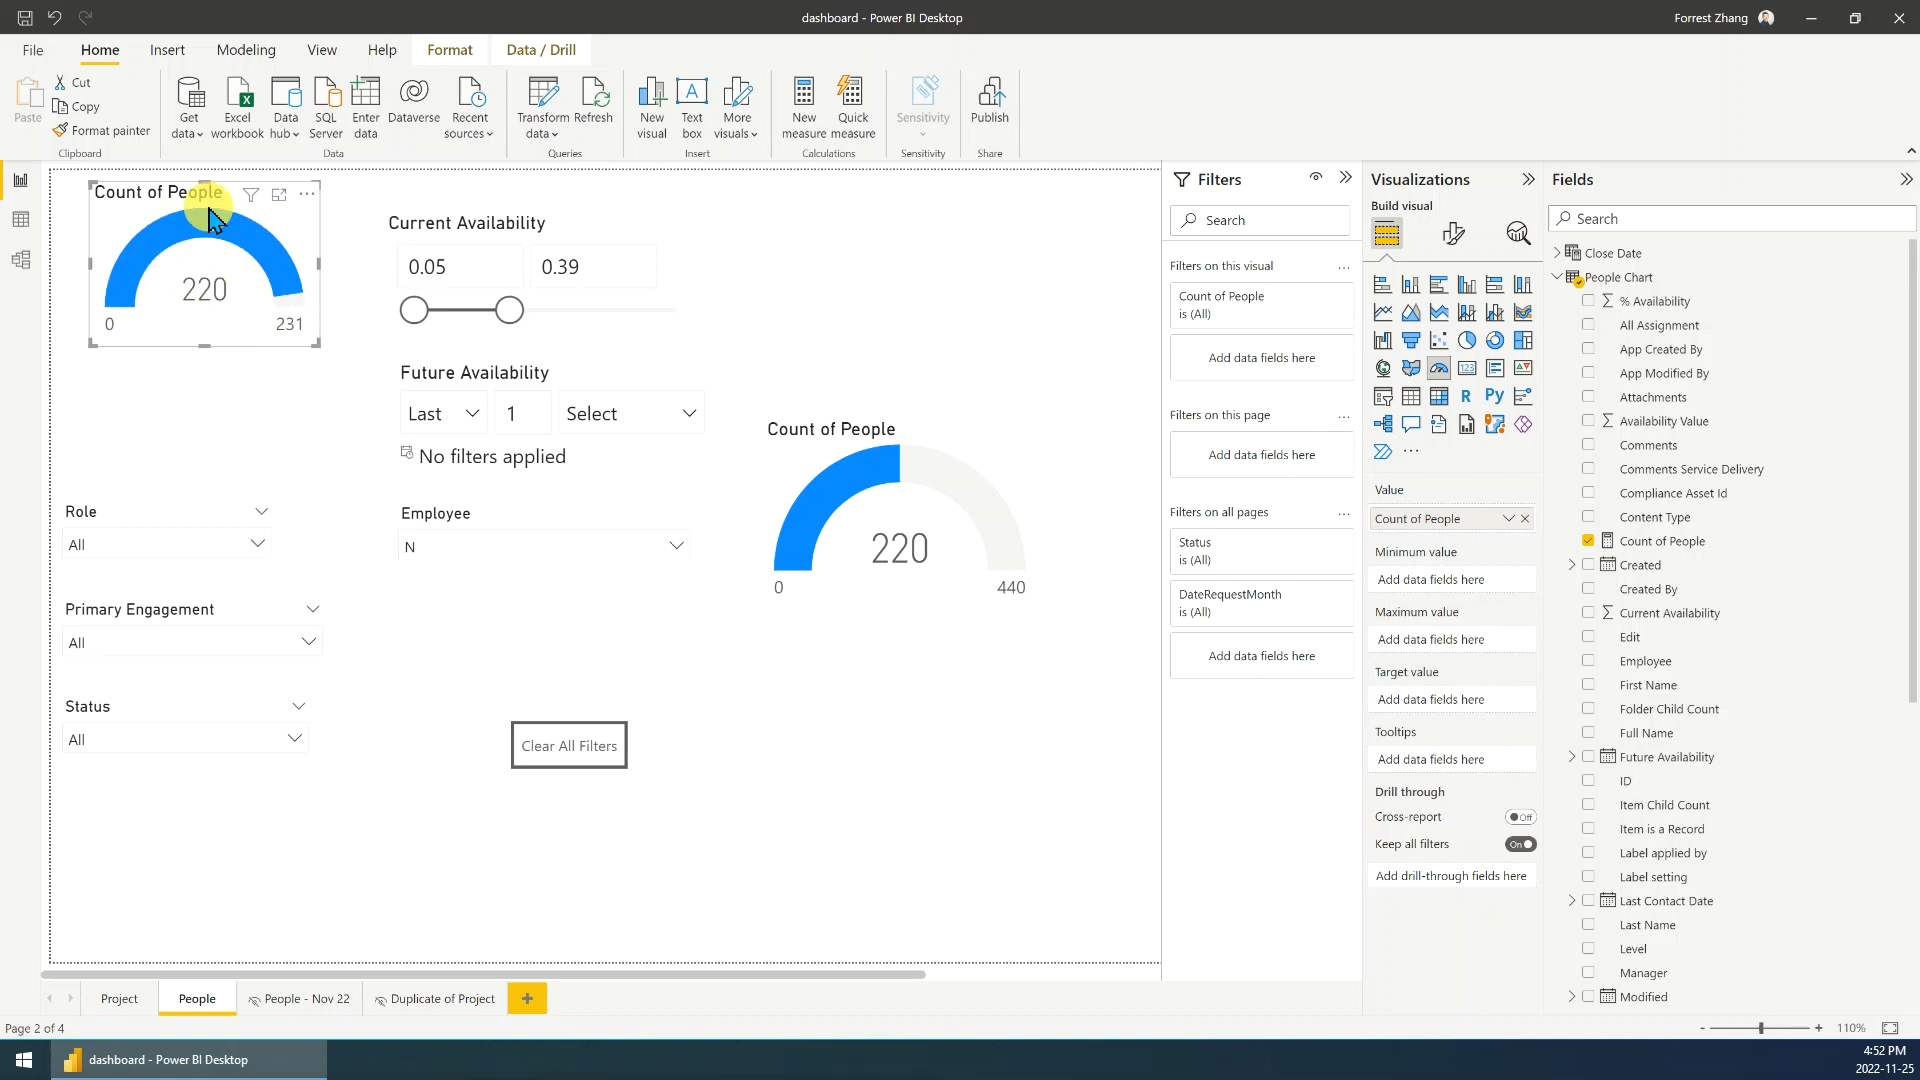 dashboard - Power BI Desktop
Forrest Zhang
File Home Insert Modeling View Help Format Data / Drill
Paste
Cut
Copy
Format painter
Clipboard
Get data
Excel workbook
Data hub
SQL Server
Enter data
Dataverse
Recent sources
Data
Transform data
Refresh
Queries
New visual
A
Text box
More visuals
Insert
New measure
Quick measure
Calculations
Sensitivity
Sensitivity
Publish
Share
Count of People
220
0
231
Current Availability
0.05
0.39
Future Availability
Last
1
Select
No filters applied
Count of People
220
0
440
Role
All
Employee
N
Primary Engagement
All
Status
All
Clear All Filters
Filters
Search
Filters on this visual
...
Count of People
is (All)
Add data fields here
Filters on this page
...
Add data fields here
Filters on all pages
...
Status
is (All)
DateRequestMonth
is (All)
Add data fields here
Visualizations
Build visual
123
R
Py
...
Value
Count of People
Minimum value
Add data fields here
Maximum value
Add data fields here
Target value
Add data fields here
Tooltips
Add data fields here
Drill through
Cross-report
Off
Keep all filters
On
Add drill-through fields here
Fields
Search
Close Date
People Chart
∑ % Availability
All Assignment
App Created By
App Modified By
Attachments
∑ Availability Value
Comments
Comments Service Delivery
Compliance Asset Id
Content Type
Count of People
Created
Created By
∑ Current Availability
Edit
Employee
First Name
Folder Child Count
Full Name
Future Availability
ID
Item Child Count
Item is a Record
Label applied by
Label setting
Last Contact Date
Last Name
Level
Manager
Modified
Project
People
People - Nov 22
Duplicate of Project
+
Page 2 of 4
- + 110%
dashboard - Power BI Desktop
4:52 PM
2022-11-25